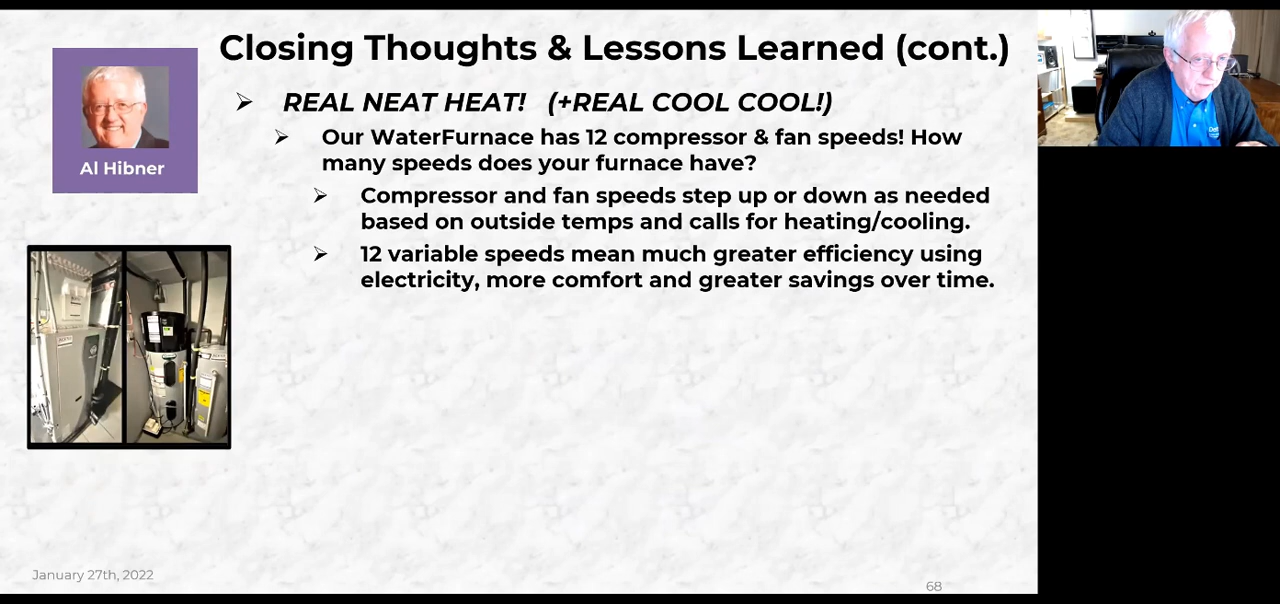 Closing Thoughts & Lessons Learned (cont.)
Al Hibner
➢ REAL NEAT HEAT! (+REAL COOL COOL!)
➢ Our WaterFurnace has 12 compressor & fan speeds! How
many speeds does your furnace have?
➢ Compressor and fan speeds step up or down as needed
based on outside temps and calls for heating/cooling.
➢ 12 variable speeds mean much greater efficiency using
electricity, more comfort and greater savings over time.
January 27th, 2022
68